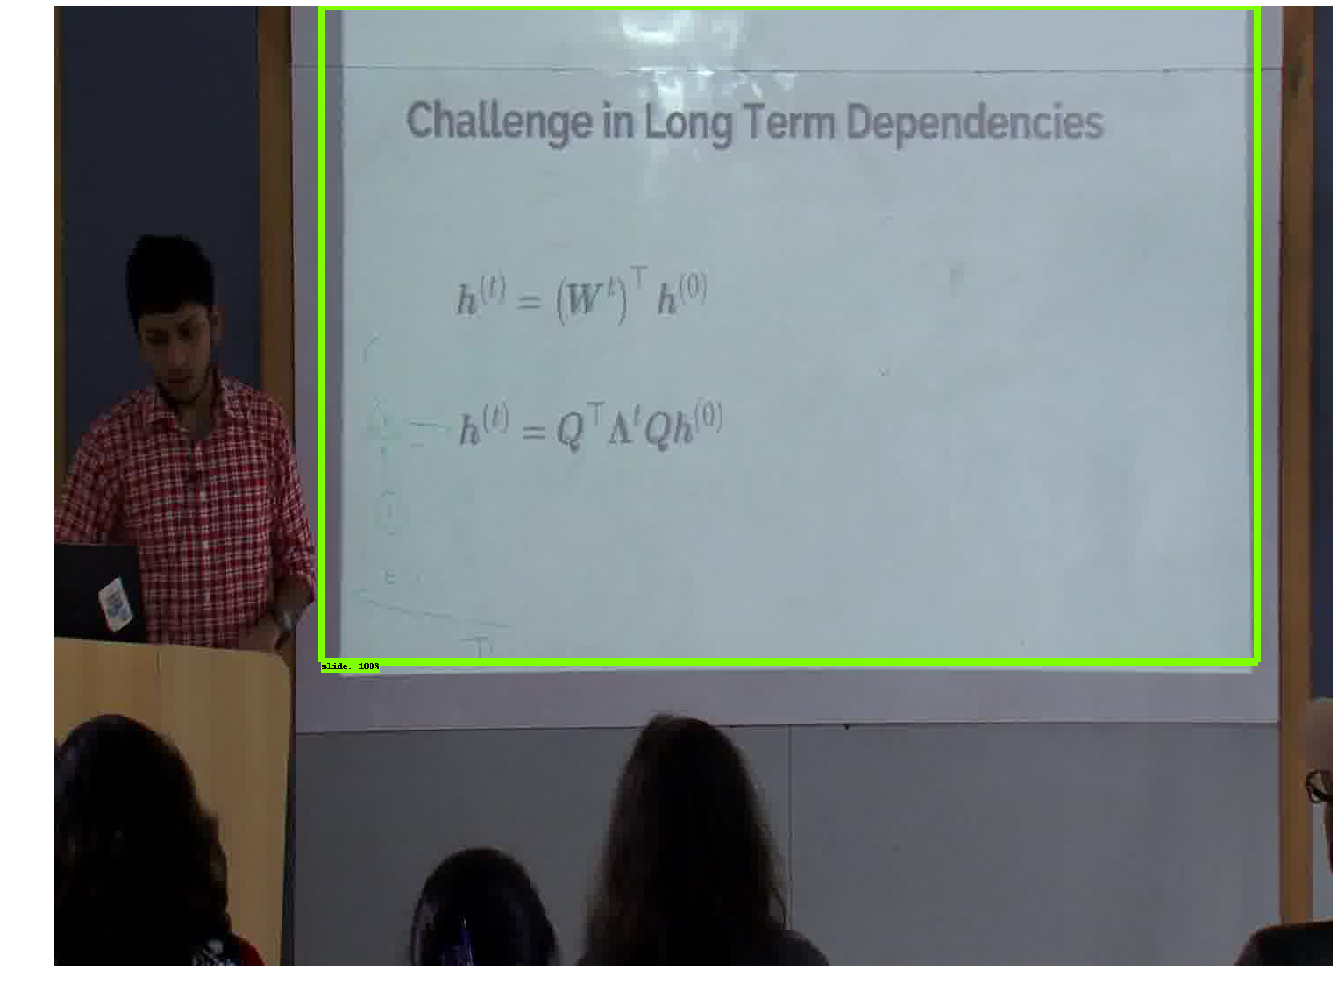 Challenge in Long Term Dependencies
h^{(t)} = (W^t)^⊤ h^{(0)}
h^{(t)} = Q^⊤ Λ^t Q h^{(0)}
slide. 100%